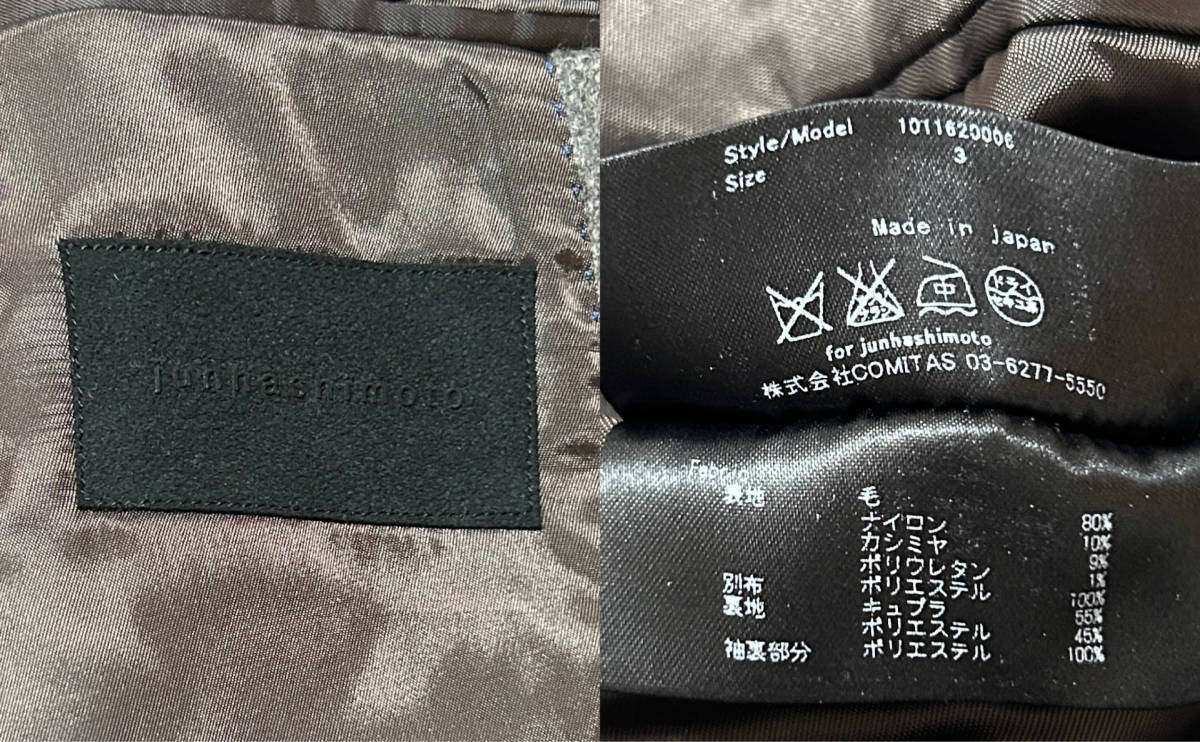 junhashimoto
Style/Model 1011620006
Size 3
Made in japan
中
ドライ
セキユ系
for junhashimoto
株式会社COMITAS 03-6277-5550
表地 毛 80%
ナイロン 10%
カシミヤ 9%
ポリウレタン 1%
別布 ポリエステル 100%
裏地 キュプラ 55%
ポリエステル 45%
袖裏部分 ポリエステル 100%